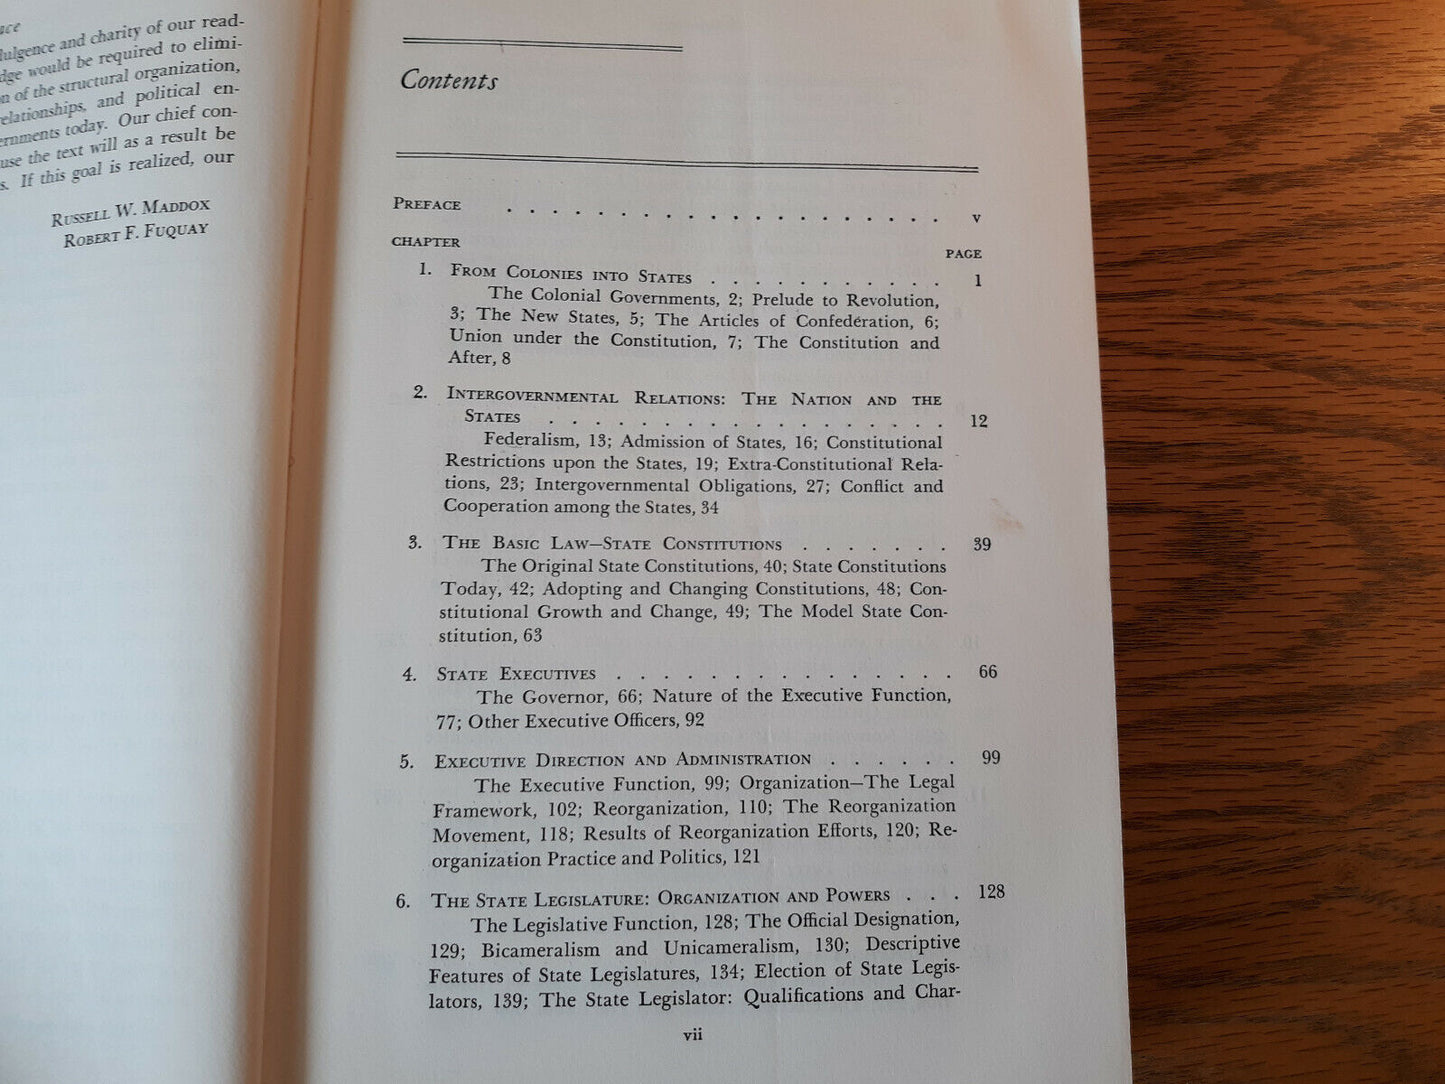 dulgence and charity of our read-
would be required to elimi-
of the structural organization,
relationships, and political en-
ernments today. Our chief con-
use the text will as a result be
s. If this goal is realized, our
Russell W. Maddox
Robert F. Fuquay
Contents
Preface . . . . . . . . . . . . . . . . . . . . v
CHAPTER
PAGE
1. From Colonies into States . . . . . . . . . . . 1
The Colonial Governments, 2; Prelude to Revolution,
3; The New States, 5; The Articles of Confederation, 6;
Union under the Constitution, 7; The Constitution and
After, 8
2. Intergovernmental Relations: The Nation and the
States . . . . . . . . . . . . . . . . . . 12
Federalism, 13; Admission of States, 16; Constitutional
Restrictions upon the States, 19; Extra-Constitutional Rela-
tions, 23; Intergovernmental Obligations, 27; Conflict and
Cooperation among the States, 34
3. The Basic Law—State Constitutions . . . . . . . 39
The Original State Constitutions, 40; State Constitutions
Today, 42; Adopting and Changing Constitutions, 48; Con-
stitutional Growth and Change, 49; The Model State Con-
stitution, 63
4. State Executives . . . . . . . . . . . . . . . 66
The Governor, 66; Nature of the Executive Function,
77; Other Executive Officers, 92
5. Executive Direction and Administration . . . . . . 99
The Executive Function, 99; Organization—The Legal
Framework, 102; Reorganization, 110; The Reorganization
Movement, 118; Results of Reorganization Efforts, 120; Re-
organization Practice and Politics, 121
6. The State Legislature: Organization and Powers . . . 128
The Legislative Function, 128; The Official Designation,
129; Bicameralism and Unicameralism, 130; Descriptive
Features of State Legislatures, 134; Election of State Legis-
lators, 139; The State Legislator: Qualifications and Char-
vii